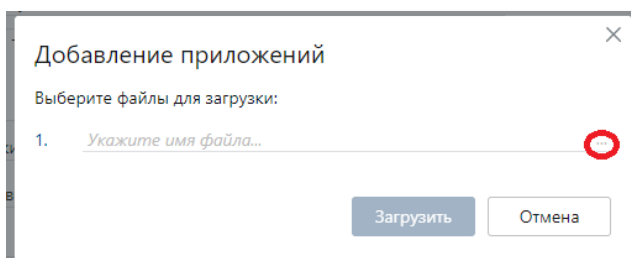 Добавление приложений
Выберите файлы для загрузки:
1. Укажите имя файла...
Загрузить Отмена